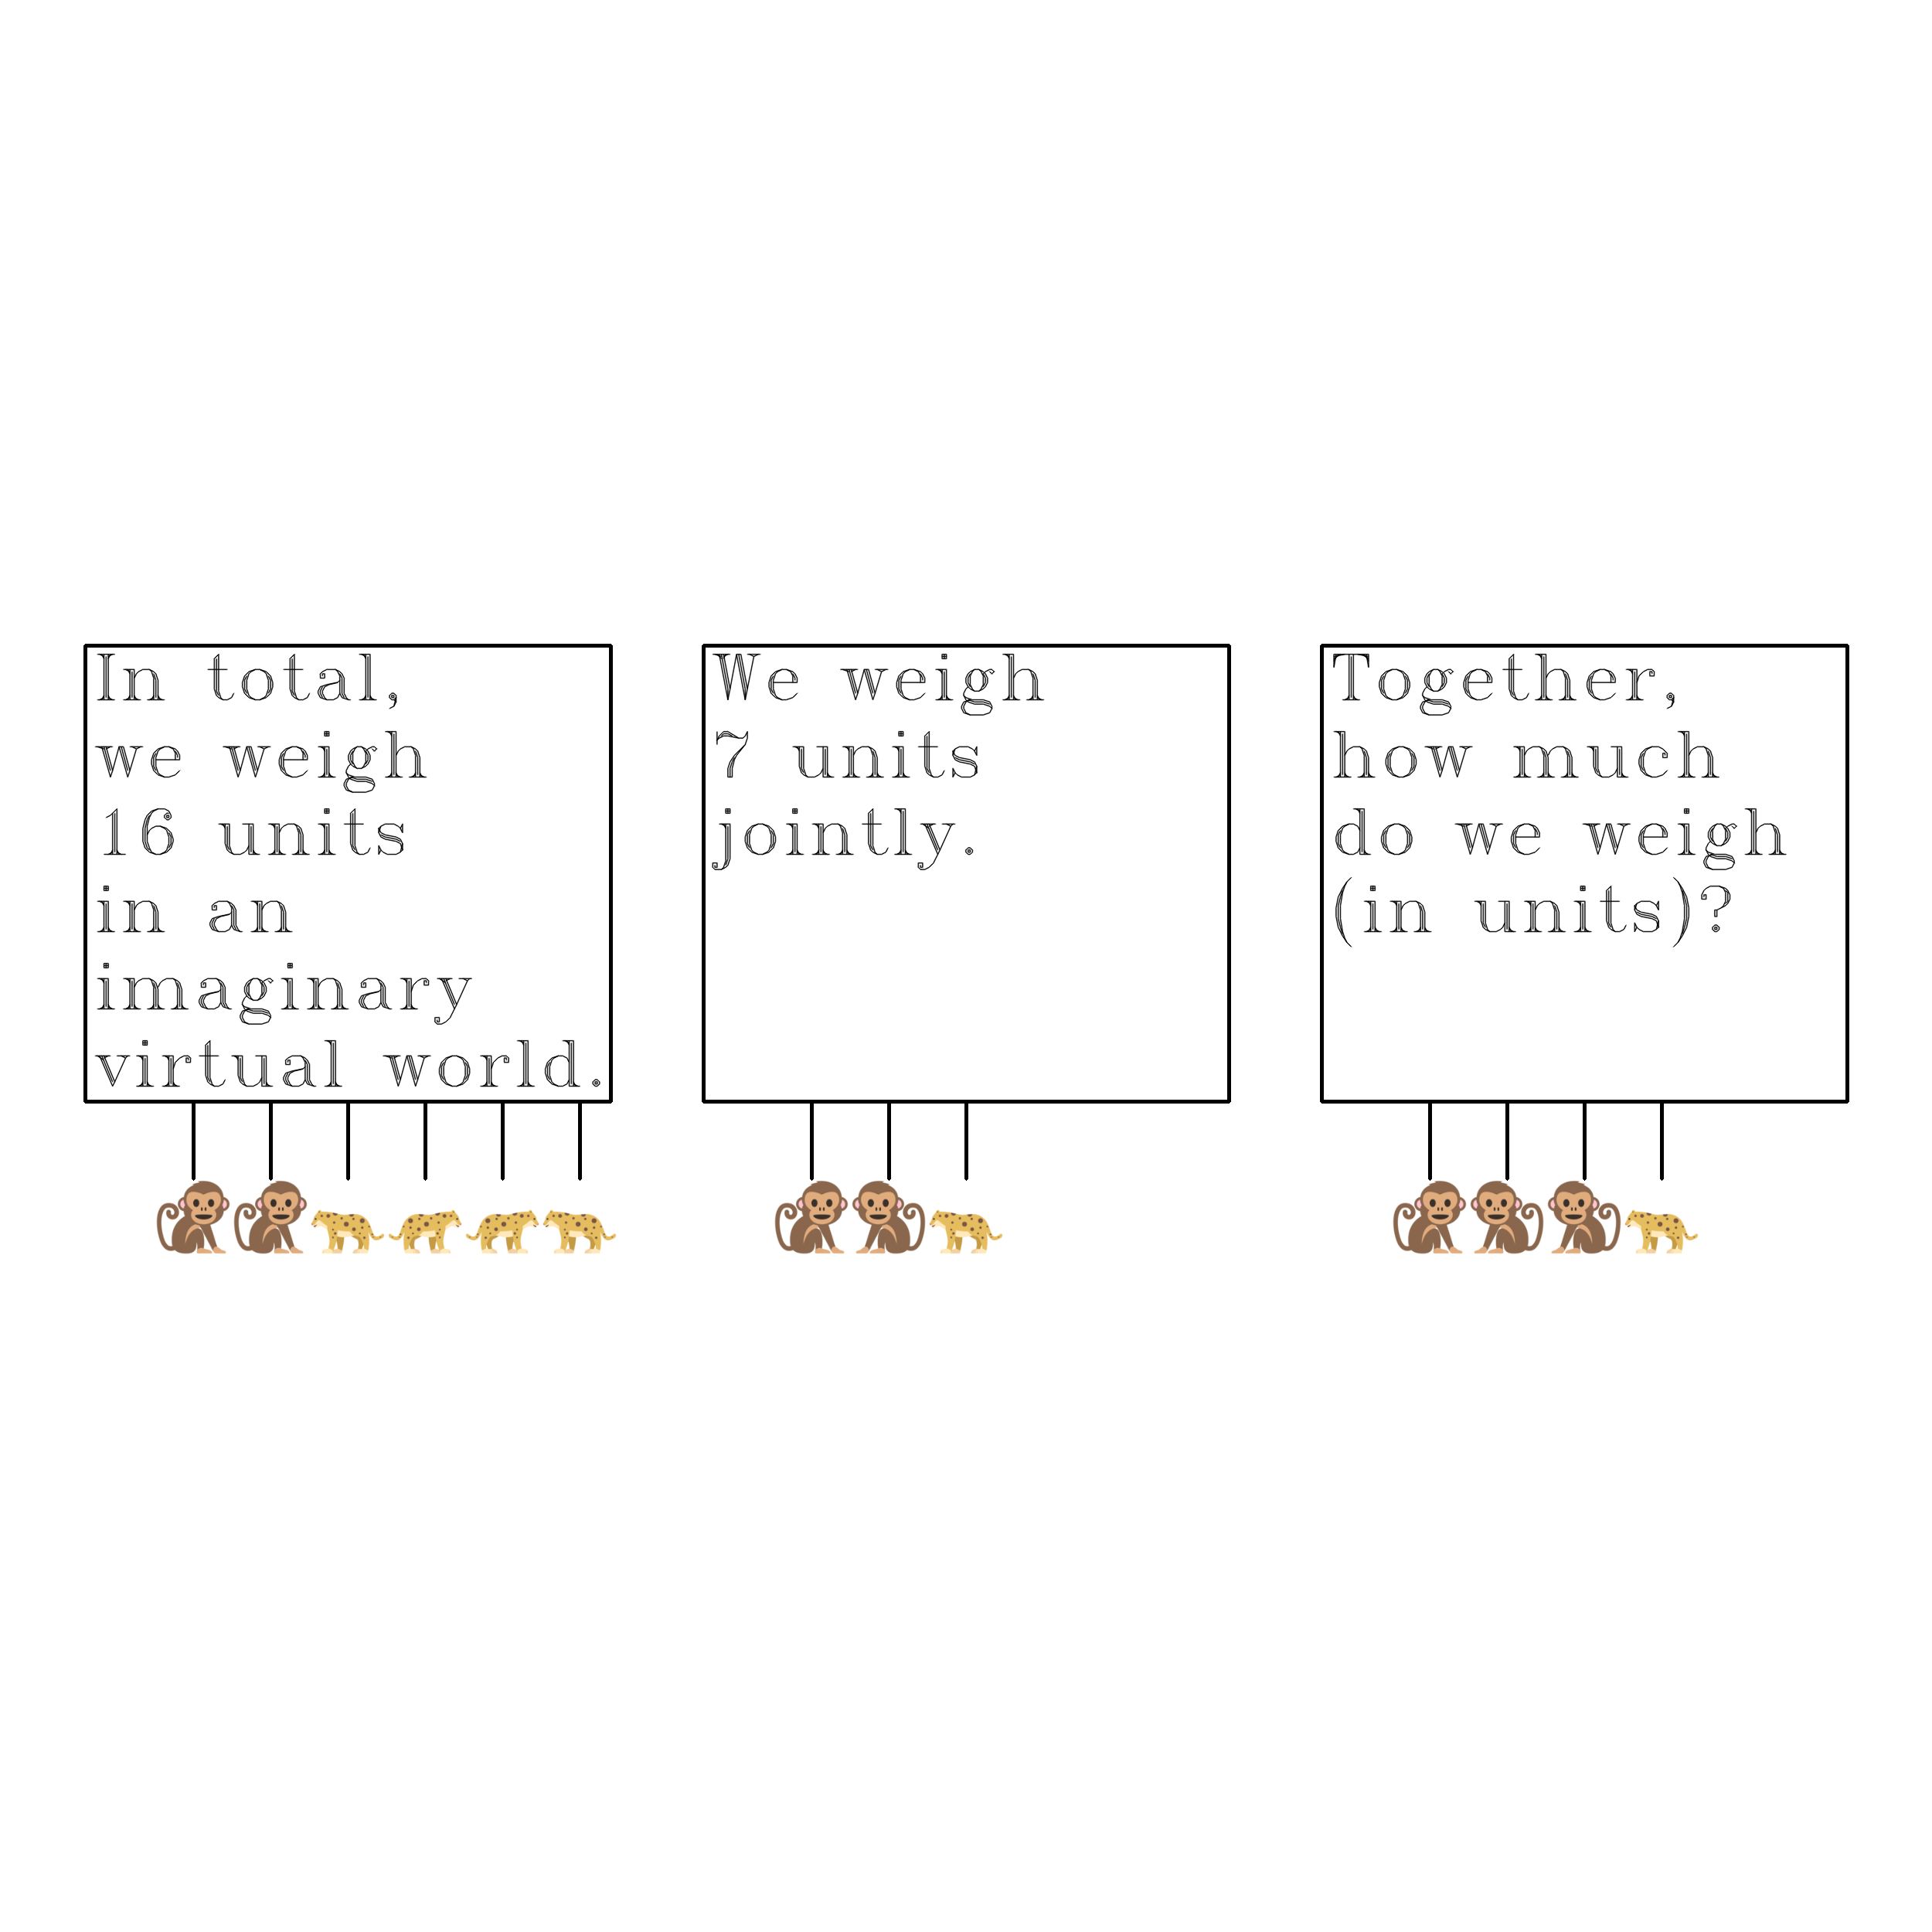 In total,
we weigh
16 units
in an
imaginary
virtual world.
We weigh
7 units
jointly.
Together,
how much
do we weigh
(in units)?